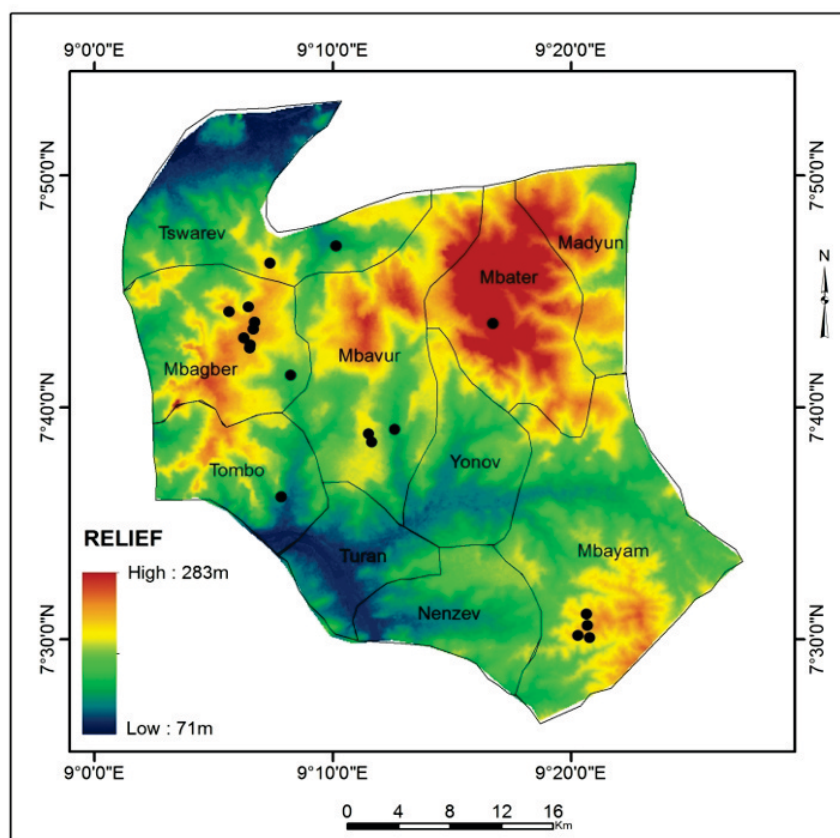 9°0'0"N 9°10'0"N 9°20'0"N
7°50'0"N 7°50'0"N
Tswarev
Madyun
N
Mbater
Mbavur
Mbagber
7°40'0"N 7°40'0"N
Tombo
Yonov
RELIEF
High : 283m
Low : 71m
Turan
Mbayam
Nenzev
7°30'0"N 7°30'0"N
9°0'0"N 9°10'0"N 9°20'0"N
0 4 8 12 16
Km